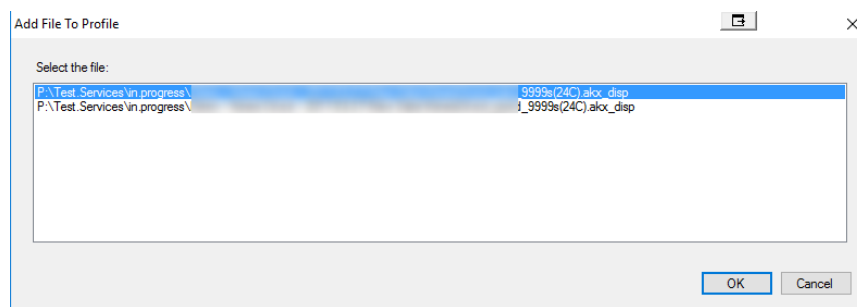 Add File To Profile
Select the file:
P:\Test.Services\in.progress\ _9999s(24C).akx_disp
P:\Test.Services\in.progress\ d_9999s(24C).akx_disp
OK
Cancel